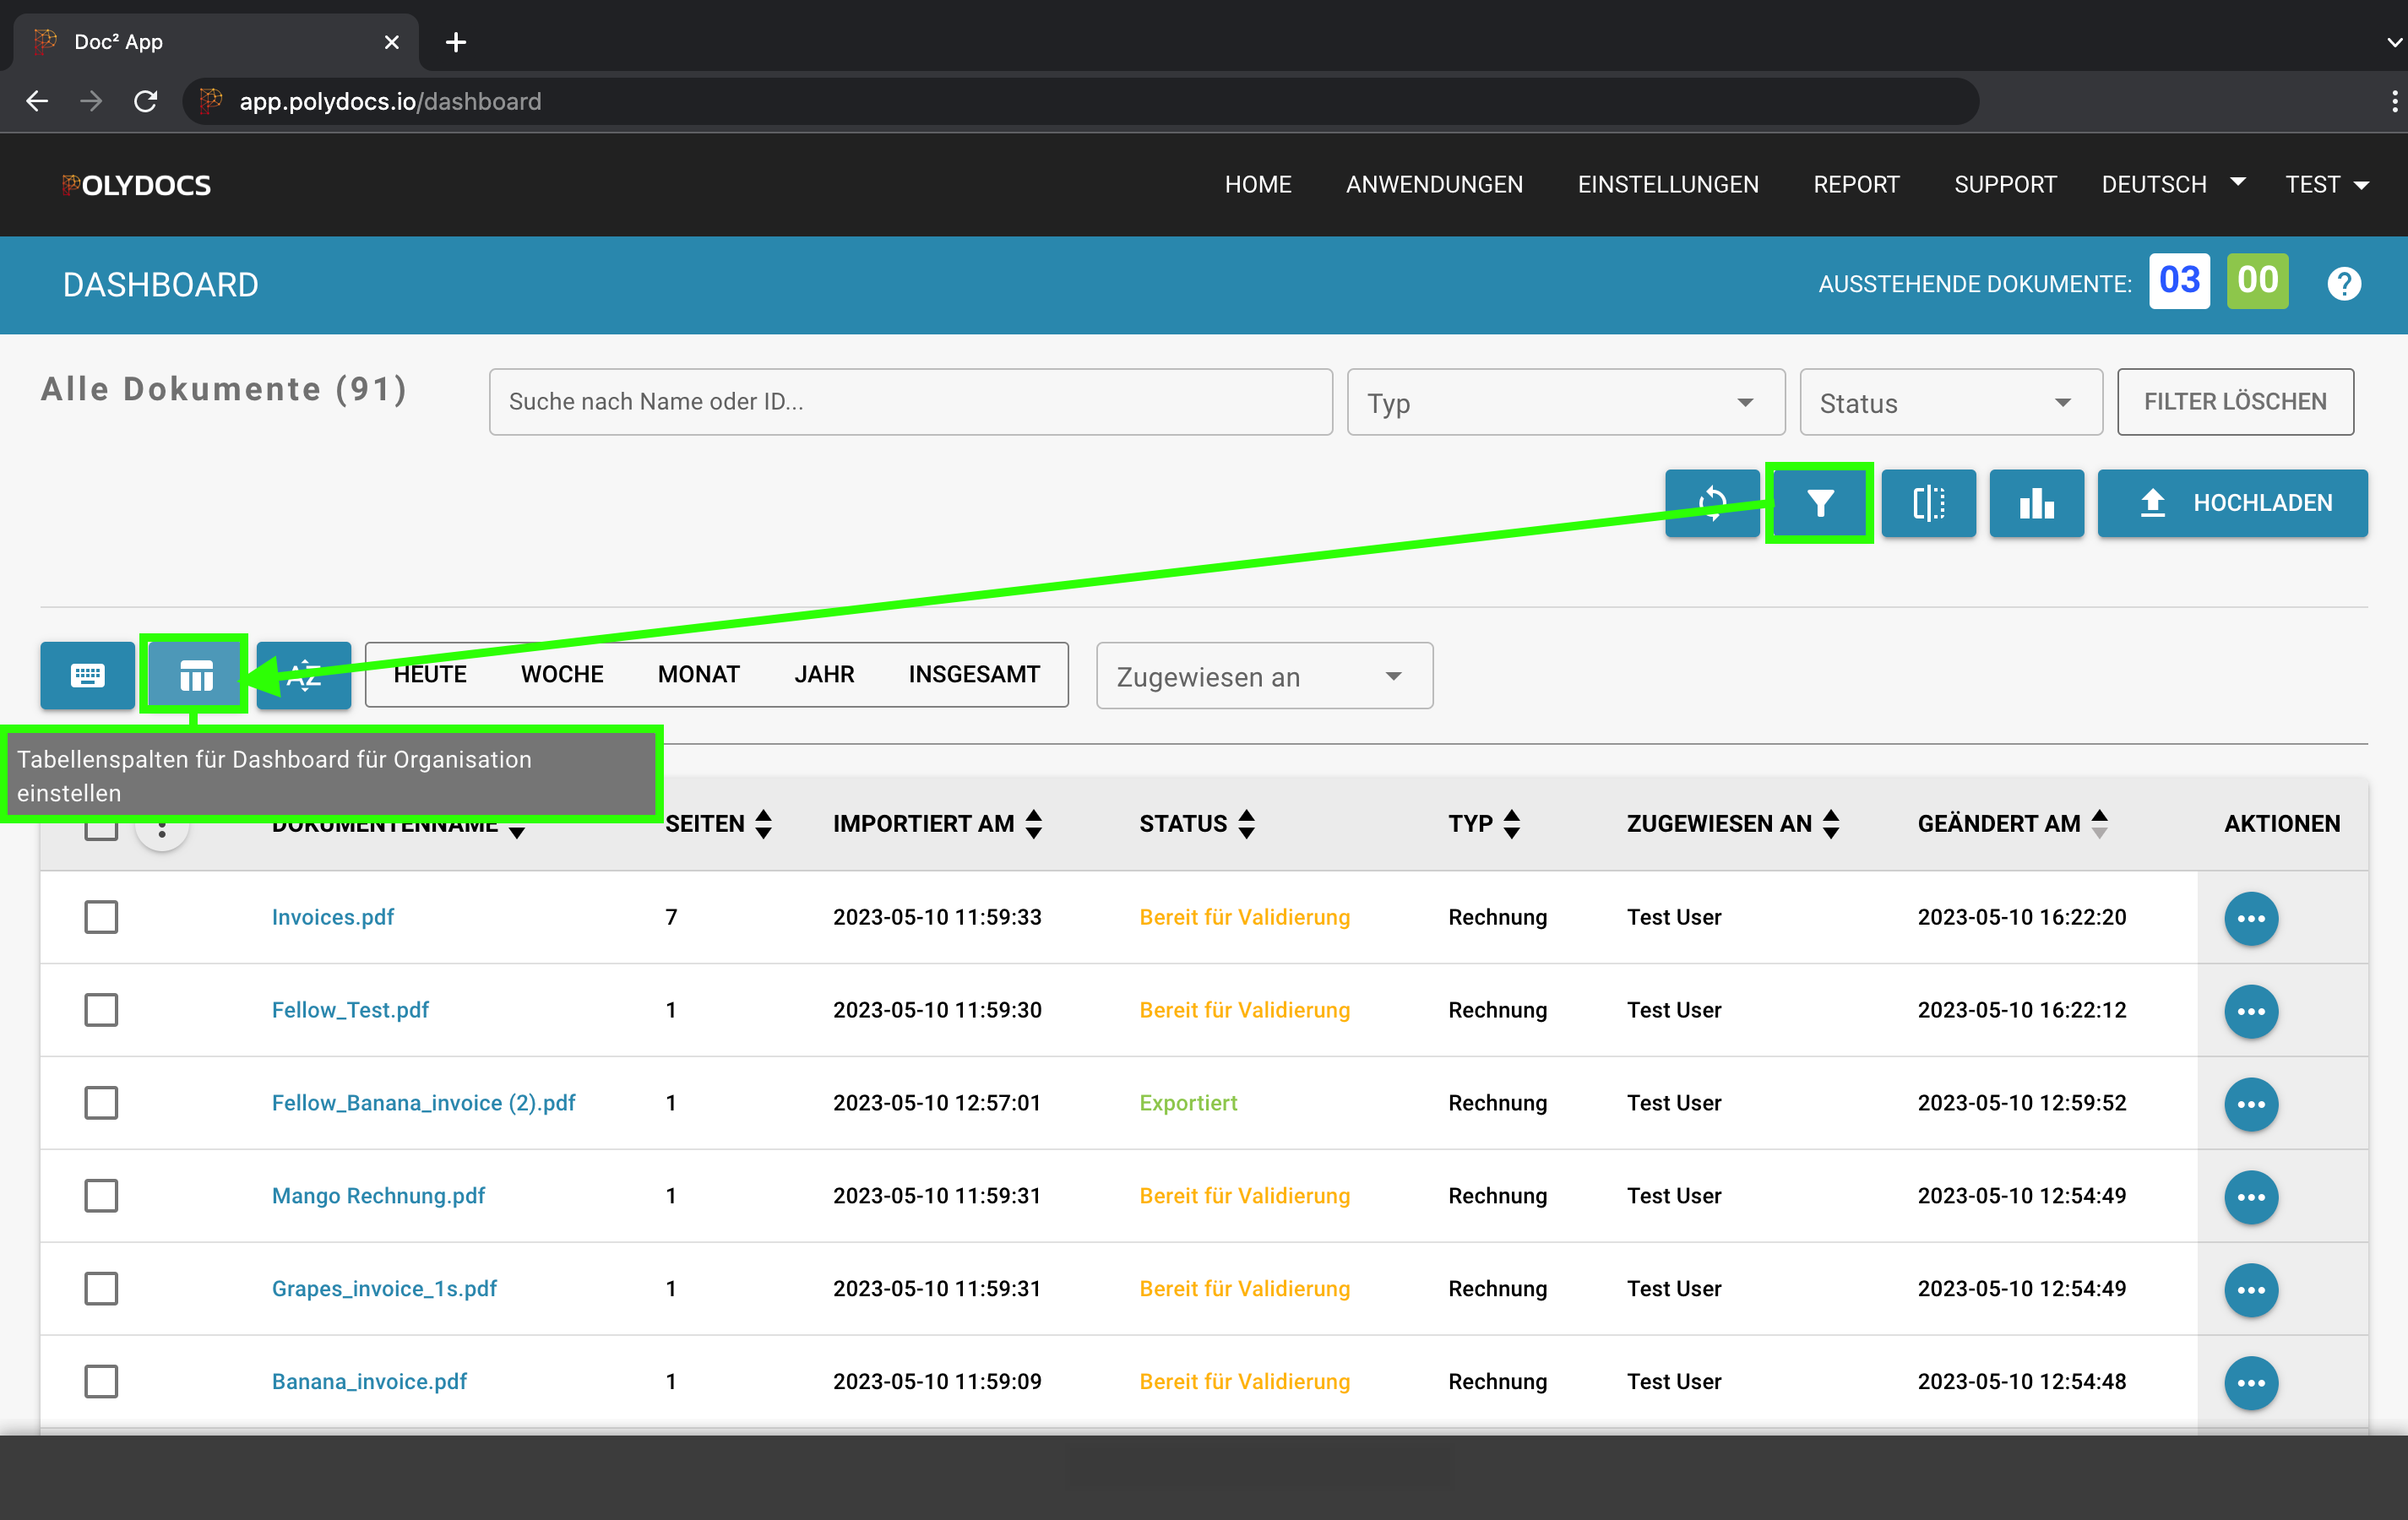 Doc² App
app.polydocs.io/dashboard
POLYDOCS
HOME ANWENDUNGEN EINSTELLUNGEN REPORT SUPPORT DEUTSCH TEST
DASHBOARD
AUSSTEHENDE DOKUMENTE: 03 00
Alle Dokumente (91)
Suche nach Name oder ID...
Typ
Status
FILTER LÖSCHEN
HOCHLADEN
AZ
HEUTE WOCHE MONAT JAHR INSGESAMT
Zugewiesen an
Tabellenspalten für Dashboard für Organisation
einstellen
DOKUMENTENNAME SEITEN IMPORTIERT AM STATUS TYP ZUGEWIESEN AN GEÄNDERT AM AKTIONEN
Invoices.pdf 7 2023-05-10 11:59:33 Bereit für Validierung Rechnung Test User 2023-05-10 16:22:20
Fellow_Test.pdf 1 2023-05-10 11:59:30 Bereit für Validierung Rechnung Test User 2023-05-10 16:22:12
Fellow_Banana_invoice (2).pdf 1 2023-05-10 12:57:01 Exportiert Rechnung Test User 2023-05-10 12:59:52
Mango Rechnung.pdf 1 2023-05-10 11:59:31 Bereit für Validierung Rechnung Test User 2023-05-10 12:54:49
Grapes_invoice_1s.pdf 1 2023-05-10 11:59:31 Bereit für Validierung Rechnung Test User 2023-05-10 12:54:49
Banana_invoice.pdf 1 2023-05-10 11:59:09 Bereit für Validierung Rechnung Test User 2023-05-10 12:54:48